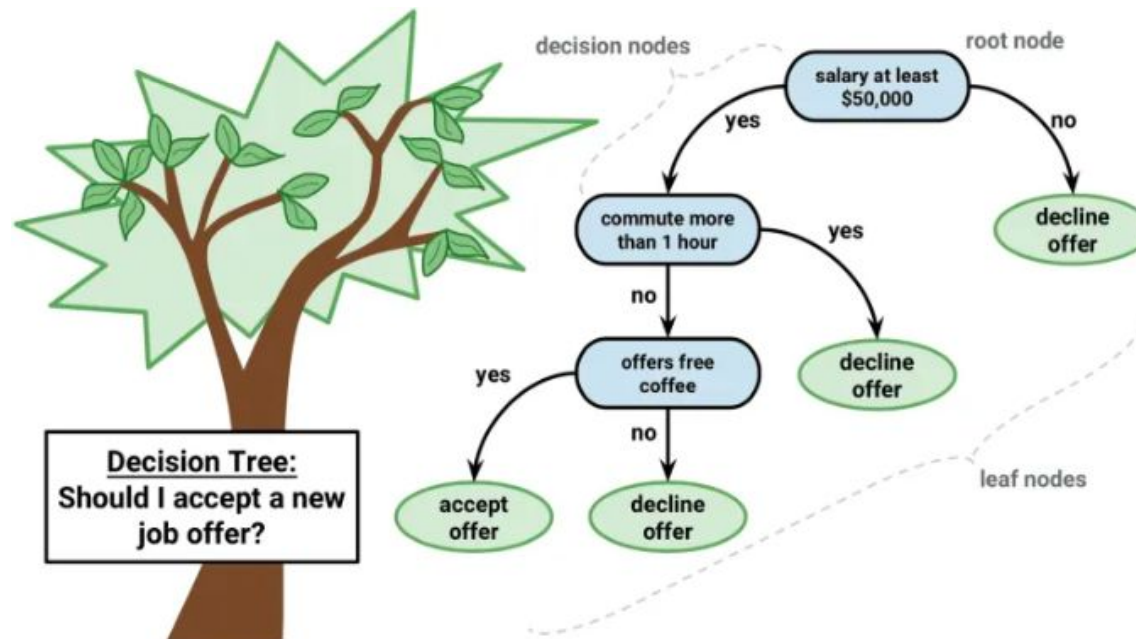 decision nodes
root node
salary at least
$50,000
yes
no
commute more
than 1 hour
yes
decline
offer
no
offers free
coffee
decline
offer
yes
no
leaf nodes
accept
offer
decline
offer
Decision Tree:
Should I accept a new
job offer?